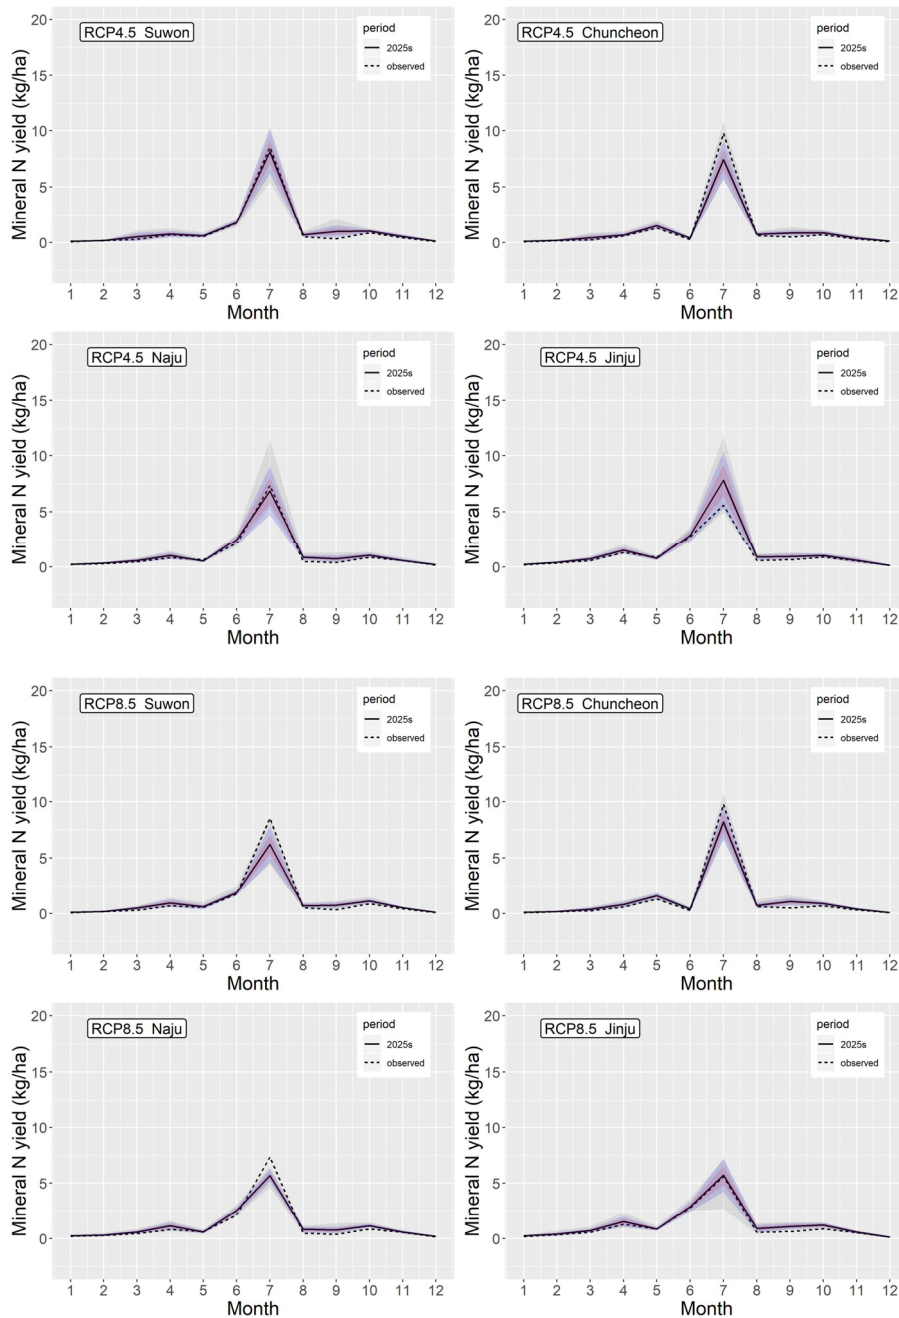 RCP4.5 Suwon
period
2025s
observed
Mineral N yield (kg/ha)
20
15
10
5
0
1 2 3 4 5 6 7 8 9 10 11 12
Month
RCP4.5 Chuncheon
period
2025s
observed
Mineral N yield (kg/ha)
20
15
10
5
0
1 2 3 4 5 6 7 8 9 10 11 12
Month
RCP4.5 Naju
period
2025s
observed
Mineral N yield (kg/ha)
20
15
10
5
0
1 2 3 4 5 6 7 8 9 10 11 12
Month
RCP4.5 Jinju
period
2025s
observed
Mineral N yield (kg/ha)
20
15
10
5
0
1 2 3 4 5 6 7 8 9 10 11 12
Month
RCP8.5 Suwon
period
2025s
observed
Mineral N yield (kg/ha)
20
15
10
5
0
1 2 3 4 5 6 7 8 9 10 11 12
Month
RCP8.5 Chuncheon
period
2025s
observed
Mineral N yield (kg/ha)
20
15
10
5
0
1 2 3 4 5 6 7 8 9 10 11 12
Month
RCP8.5 Naju
period
2025s
observed
Mineral N yield (kg/ha)
20
15
10
5
0
1 2 3 4 5 6 7 8 9 10 11 12
Month
RCP8.5 Jinju
period
2025s
observed
Mineral N yield (kg/ha)
20
15
10
5
0
1 2 3 4 5 6 7 8 9 10 11 12
Month